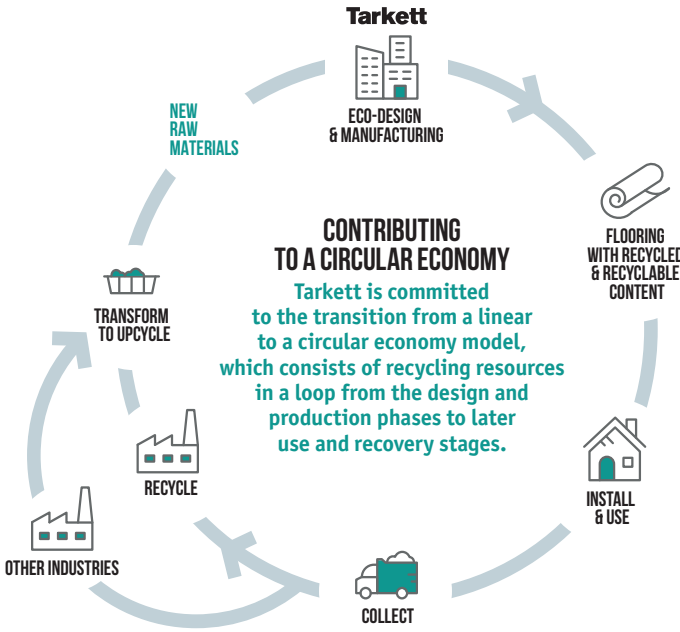 Tarkett
ECO-DESIGN
& MANUFACTURING
NEW
RAW
MATERIALS
FLOORING
WITH RECYCLED
& RECYCLABLE
CONTENT
CONTRIBUTING
TO A CIRCULAR ECONOMY
Tarkett is committed
to the transition from a linear
to a circular economy model,
which consists of recycling resources
in a loop from the design and
production phases to later
use and recovery stages.
TRANSFORM
TO UPCYCLE
RECYCLE
INSTALL
& USE
OTHER INDUSTRIES
COLLECT